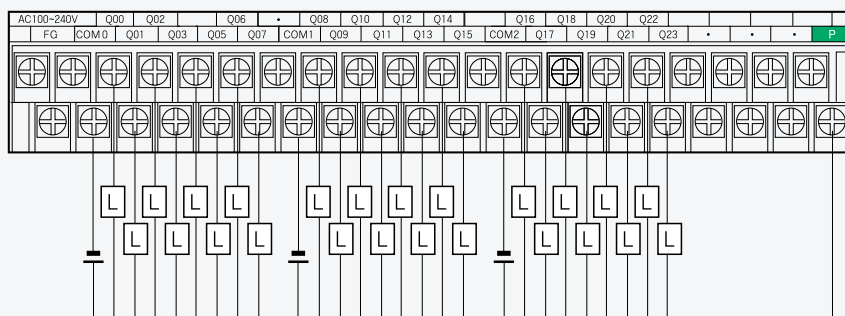 AC100~240V Q00 Q02 Q06 • Q08 Q10 Q12 Q14 Q16 Q18 Q20 Q22
FG COM0 Q01 Q03 Q05 Q07 COM1 Q09 Q11 Q13 Q15 COM2 Q17 Q19 Q21 Q23 • • • P
L L L L L L L L L L L L
L L L L L L L L L L L L